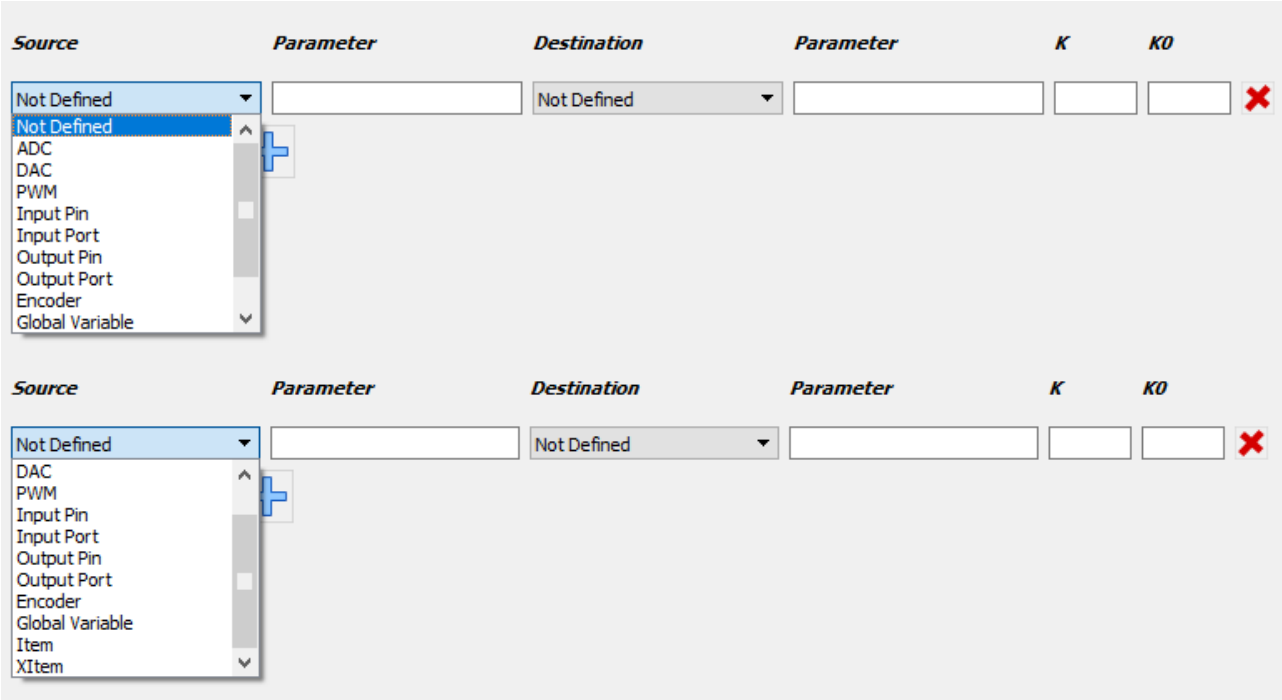 Source Parameter Destination Parameter K K0
Not Defined Not Defined
Not Defined
ADC
DAC
PWM
Input Pin
Input Port
Output Pin
Output Port
Encoder
Global Variable
Source Parameter Destination Parameter K K0
Not Defined Not Defined
DAC
PWM
Input Pin
Input Port
Output Pin
Output Port
Encoder
Global Variable
Item
XItem